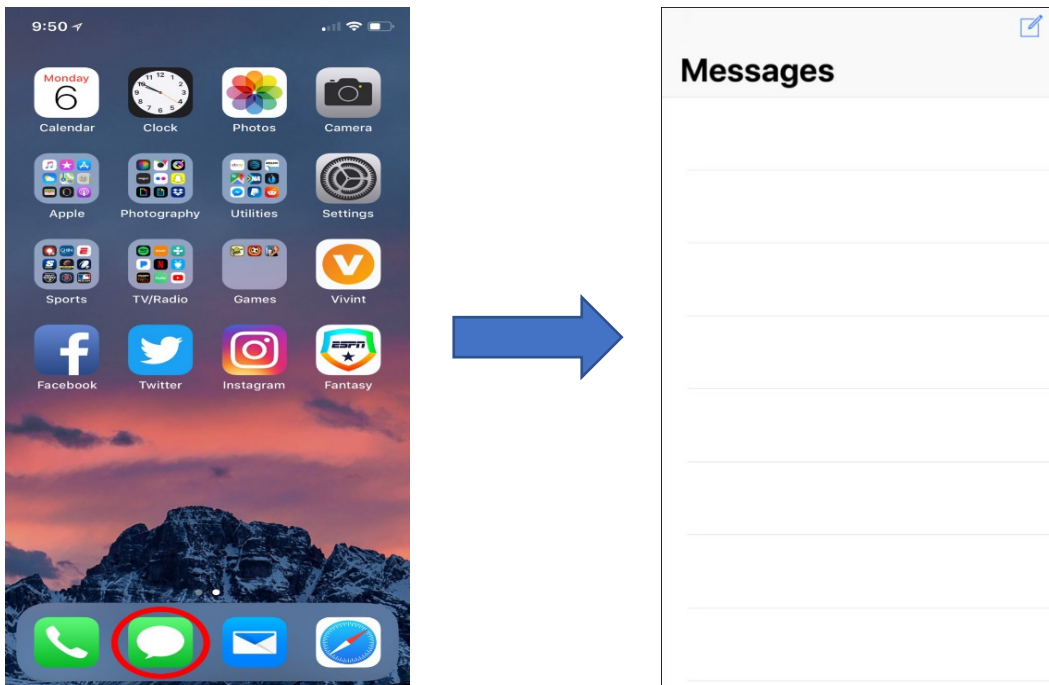 9:50
Monday
6
Calendar
Clock
Photos
Camera
Apple
Photography
Utilities
Settings
Sports
TV/Radio
Games
Vivint
ESPN
Facebook
Twitter
Instagram
Fantasy
Messages